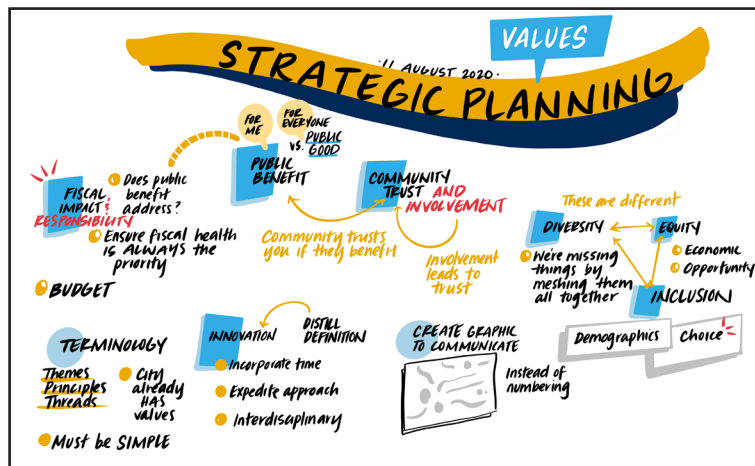 VALUES
·11 AUGUST 2020·
STRATEGIC PLANNING
FOR
ME
FOR
EVERYONE
VS. PUBLIC
GOOD
PUBLIC
BENEFIT
FISCAL
IMPACT &
RESPONSIBILITY
Does public
benefit
address?
Ensure fiscal health
is ALWAYS the
priority
BUDGET
COMMUNITY
TRUST AND
INVOLVEMENT
Community trusts
you if they benefit
Involvement
leads to
trust
These are different
DIVERSITY
EQUITY
We're missing
things by
meshing them
all together
Economic
Opportunity
INCLUSION
Demographics
Choice
TERMINOLOGY
Themes
Principles
Threads
City
already
HAS
values
Must be SIMPLE
INNOVATION
DISTILL
DEFINITION
Incorporate time
Expedite approach
Interdisciplinary
CREATE GRAPHIC
TO COMMUNICATE
Instead of
numbering